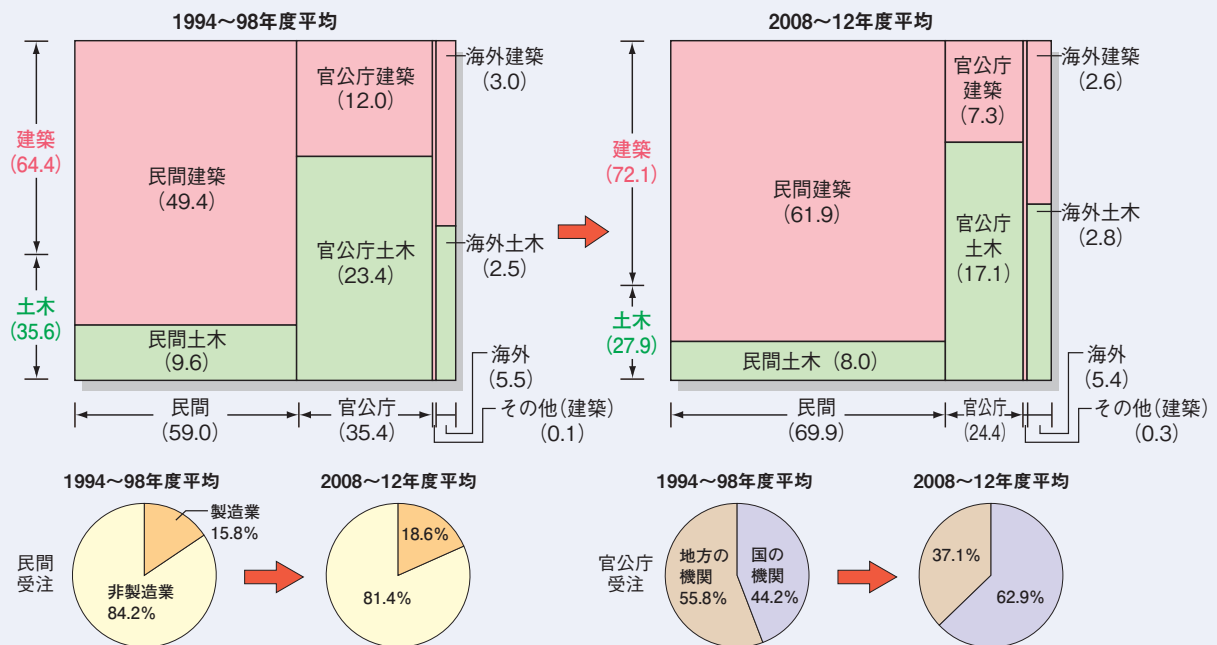 1994～98年度平均
建築
(64.4)
土木
(35.6)
民間建築
(49.4)
民間土木
(9.6)
官公庁建築
(12.0)
官公庁土木
(23.4)
海外建築
(3.0)
海外土木
(2.5)
海外
(5.5)
その他(建築)
(0.1)
民間
(59.0)
官公庁
(35.4)
2008～12年度平均
建築
(72.1)
土木
(27.9)
民間建築
(61.9)
民間土木 (8.0)
官公庁
建築
(7.3)
官公庁
土木
(17.1)
海外建築
(2.6)
海外土木
(2.8)
海外
(5.4)
その他(建築)
(0.3)
民間
(69.9)
官公庁
(24.4)
民間
受注
1994～98年度平均
製造業
15.8%
非製造業
84.2%
2008～12年度平均
18.6%
81.4%
官公庁
受注
1994～98年度平均
地方の
機関
55.8%
国の
機関
44.2%
2008～12年度平均
37.1%
62.9%